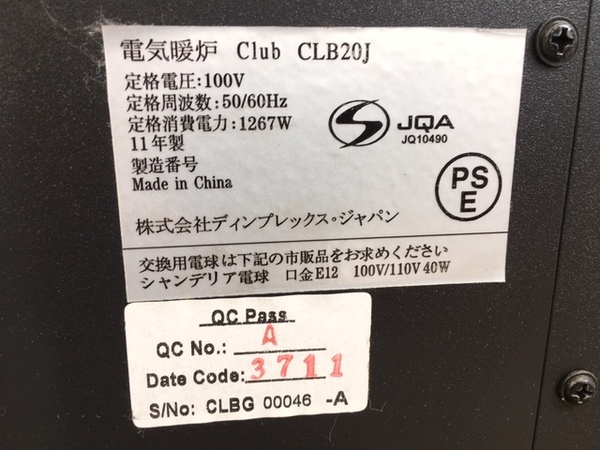 電気暖炉 Club CLB20J
定格電圧:100V
定格周波数:50/60Hz
定格消費電力:1267W
11年製
製造番号
Made in China
JQA
JQ10490
PS
E
株式会社ディンプレックス・ジャパン
交換用電球は下記の市販品をお求めください
シャンデリア電球 口金E12 100V/110V 40W
QC Pass
QC No.: A
Date Code: 3711
S/No: CLBG 00046 -A